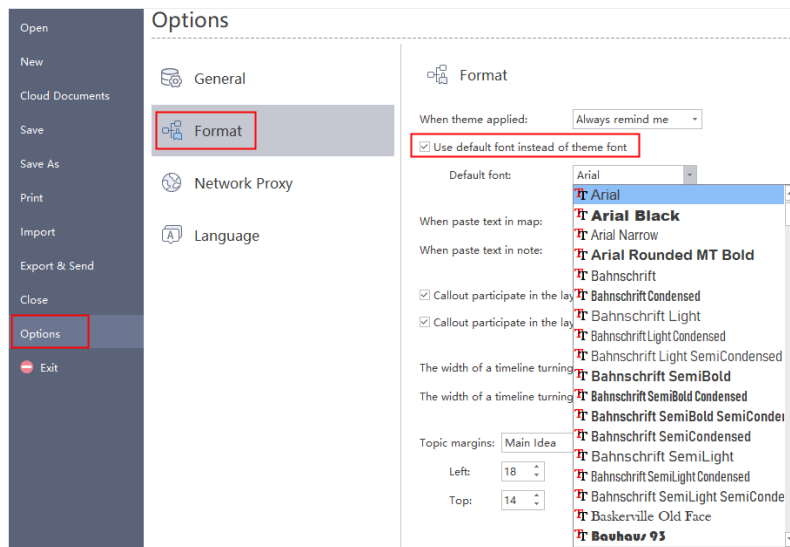 Options
Open
New
Cloud Documents
Save
Save As
Print
Import
Export & Send
Close
Options
Exit
General
Format
Network Proxy
Language
Format
When theme applied: Always remind me
Use default font instead of theme font
Default font: Arial
Arial
Arial Black
When paste text in map:
Arial Narrow
When paste text in note:
Arial Rounded MT Bold
Bahnschrift
Callout participate in the lay
Bahnschrift Condensed
Bahnschrift Light
Callout participate in the lay
Bahnschrift Light Condensed
Bahnschrift Light SemiCondensed
The width of a timeline turning
Bahnschrift SemiBold
The width of a timeline turning
Bahnschrift SemiBold Condensed
Bahnschrift SemiBold SemiConden
Topic margins: Main Idea
Bahnschrift SemiCondensed
Bahnschrift SemiLight
Left: 18
Bahnschrift SemiLight Condensed
Top: 14
Bahnschrift SemiLight SemiConde
Baskerville Old Face
Bauhaus 93